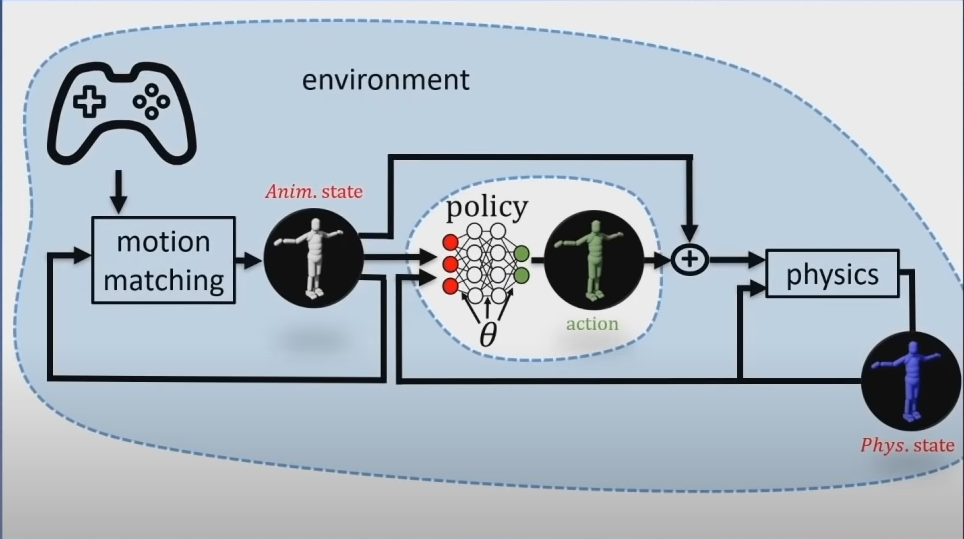 environment
Anim. state
policy
motion
matching
+
physics
θ
action
Phys. state